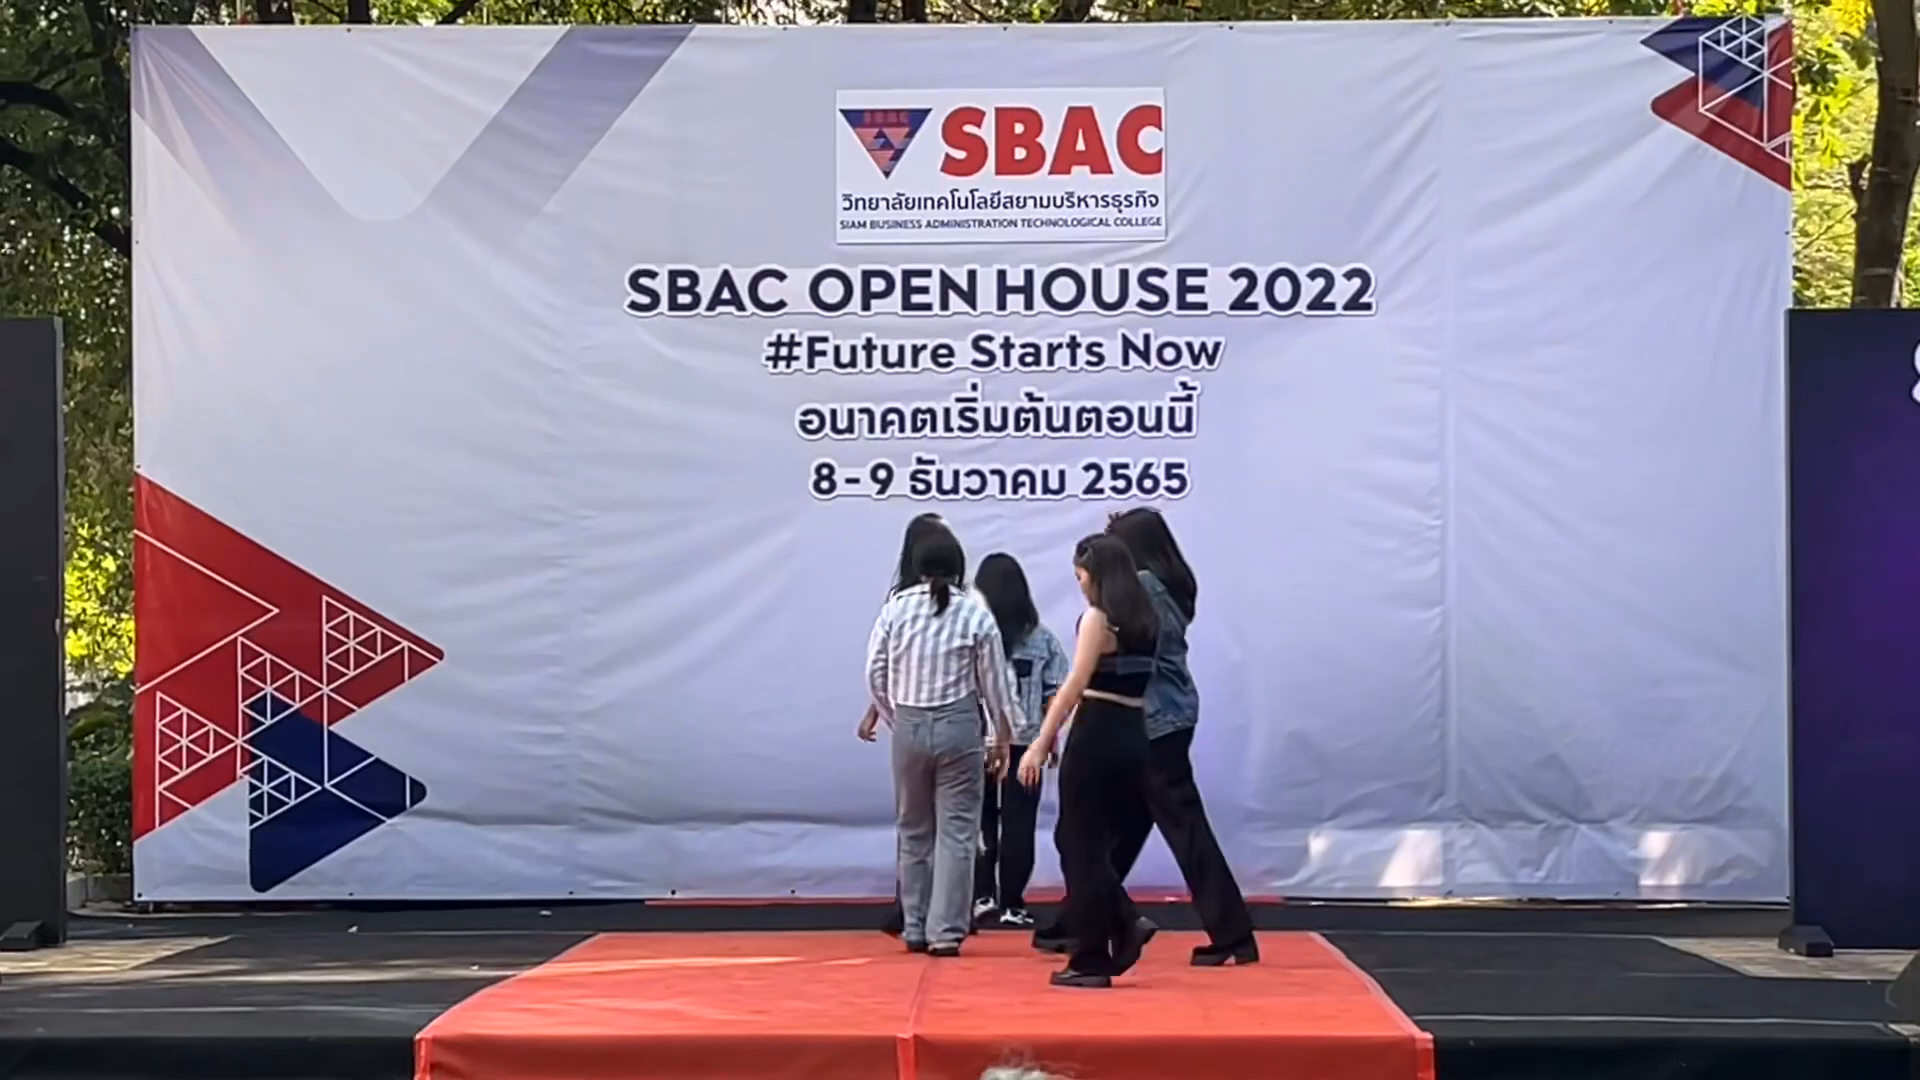 SBAC
SBAC
วิทยาลัยเทคโนโลยีสยามบริหารธุรกิจ
SIAM BUSINESS ADMINISTRATION TECHNOLOGICAL COLLEGE
SBAC OPEN HOUSE 2022
#Future Starts Now
อนาคตเริ่มต้นตอนนี้
8-9 ธันวาคม 2565